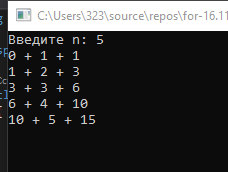 C:\Users\323\source\repos\for-16.11
Введите n: 5
0 + 1 + 1
1 + 2 + 3
3 + 3 + 6
6 + 4 + 10
10 + 5 + 15